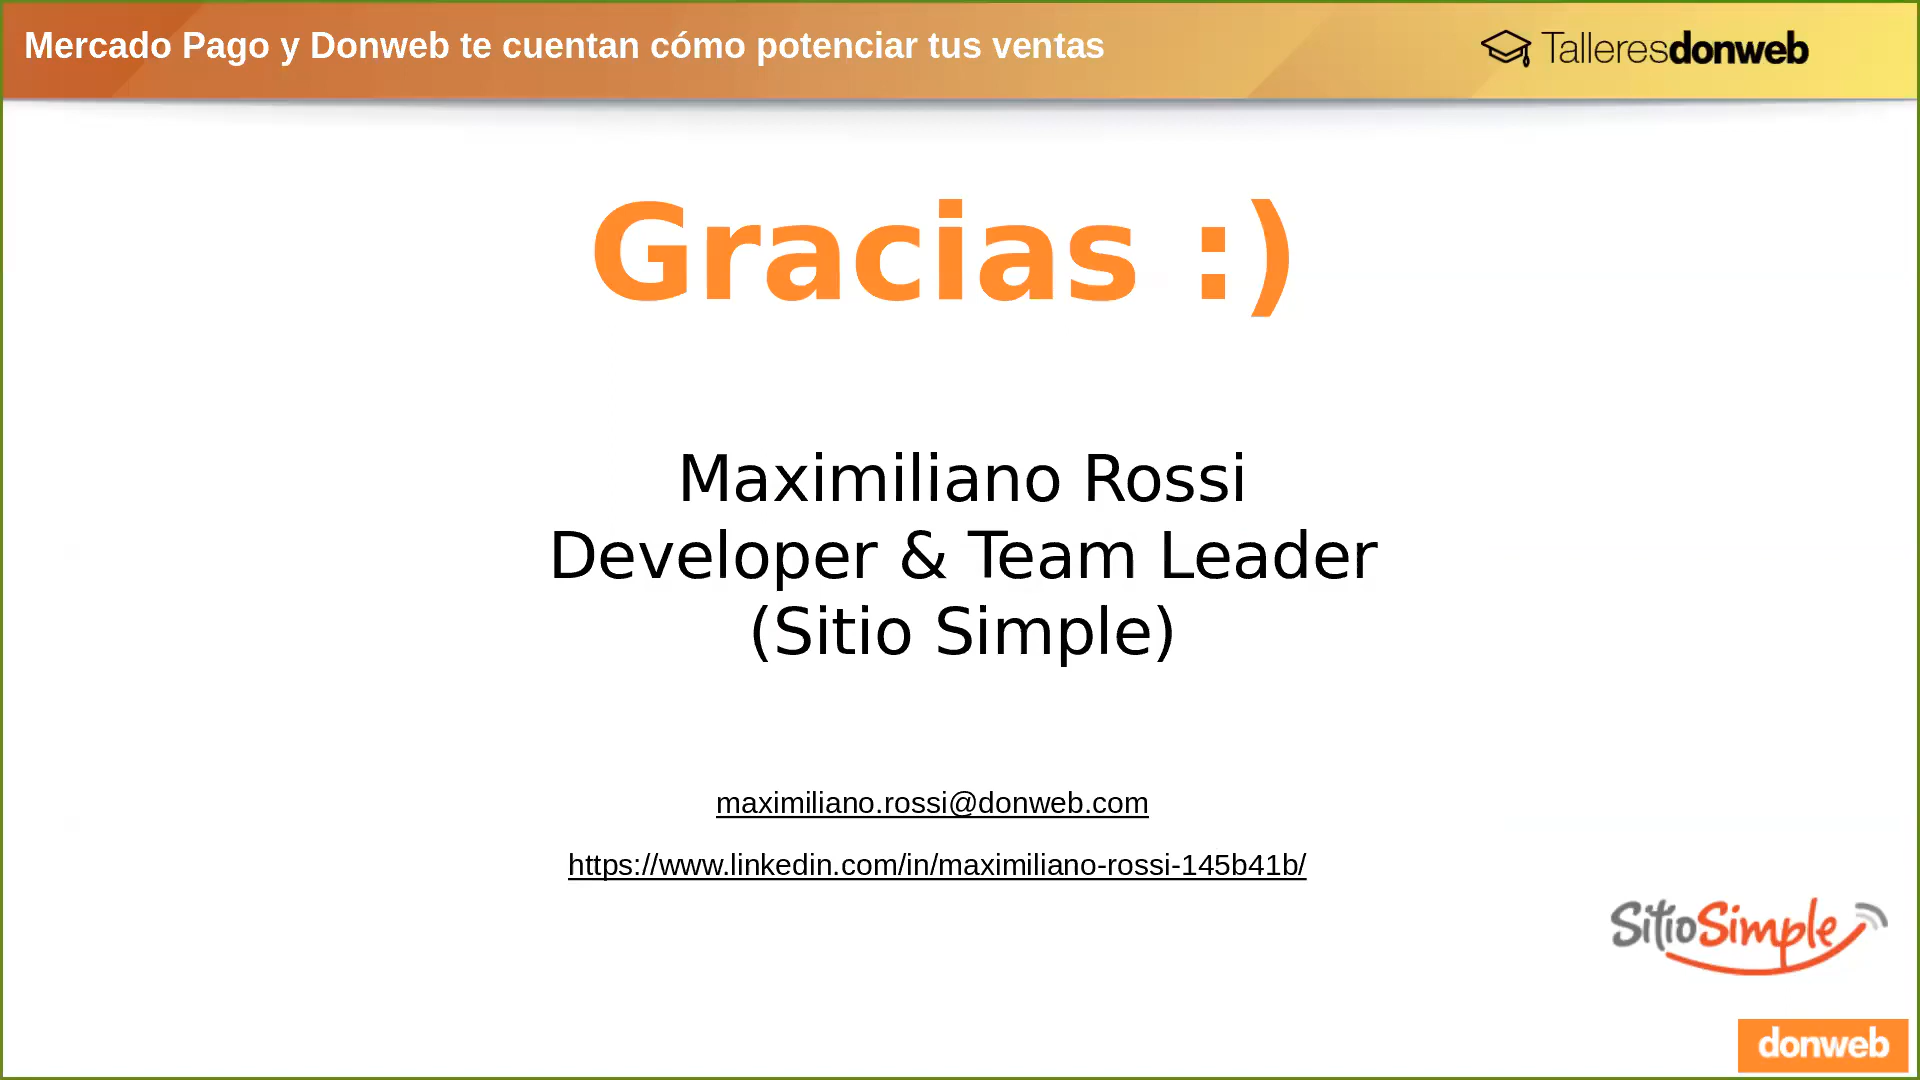 Mercado Pago y Donweb te cuentan cómo potenciar tus ventas
Talleresdonweb
Gracias :)
Maximiliano Rossi
Developer & Team Leader
(Sitio Simple)
maximiliano.rossi@donweb.com
https://www.linkedin.com/in/maximiliano-rossi-145b41b/
SitioSimple
donweb